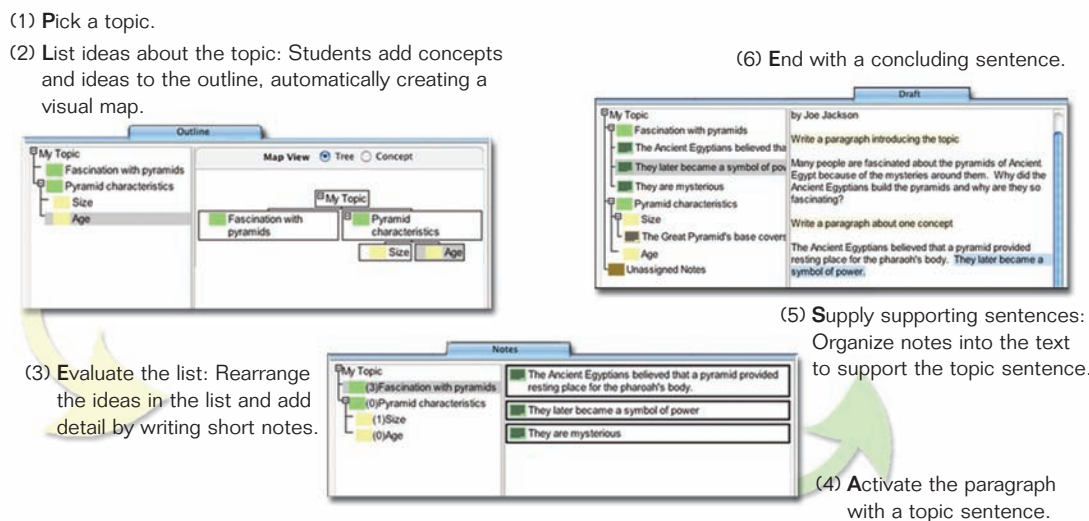 (1) Pick a topic.
(2) List ideas about the topic: Students add concepts
and ideas to the outline, automatically creating a
visual map.
Outline
My Topic
Fascination with pyramids
Pyramid characteristics
Size
Age
Map View Tree Concept
My Topic
Fascination with
pyramids
Pyramid
characteristics
Size
Age
(3) Evaluate the list: Rearrange
the ideas in the list and add
detail by writing short notes.
Notes
My Topic
(3)Fascination with pyramids
(0)Pyramid characteristics
(1)Size
(0)Age
The Ancient Egyptians believed that a pyramid provided
resting place for the pharoah's body.
They later became a symbol of power
They are mysterious
(4) Activate the paragraph
with a topic sentence.
(5) Supply supporting sentences:
Organize notes into the text
to support the topic sentence.
(6) End with a concluding sentence.
Draft
My Topic
Fascination with pyramids
The Ancient Egyptians believed tha
They later became a symbol of pow
They are mysterious
Pyramid characteristics
Size
The Great Pyramid's base covers
Age
Unassigned Notes
by Joe Jackson
Write a paragraph introducing the topic
Many people are fascinated about the pyramids of Ancient
Egypt because of the mysteries around them. Why did the
Ancient Egyptians build the pyramids and why are they so
fascinating?
Write a paragraph about one concept
The Ancient Egyptians believed that a pyramid provided
resting place for the pharoah's body. They later became a
symbol of power.